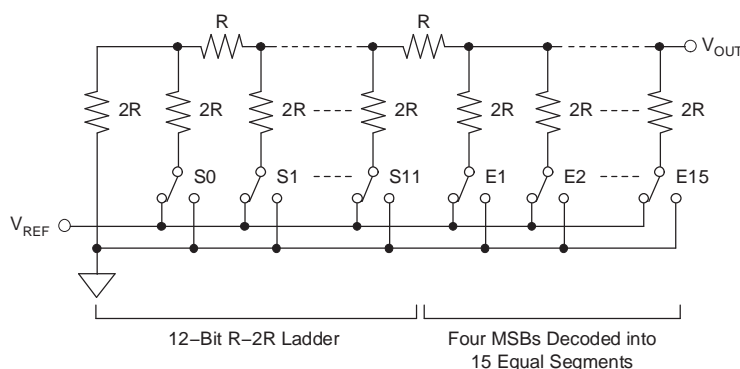 R R
V_OUT
2R 2R 2R 2R 2R 2R 2R
S0 S1 S11 E1 E2 E15
V_REF
12−Bit R−2R Ladder
Four MSBs Decoded into
15 Equal Segments